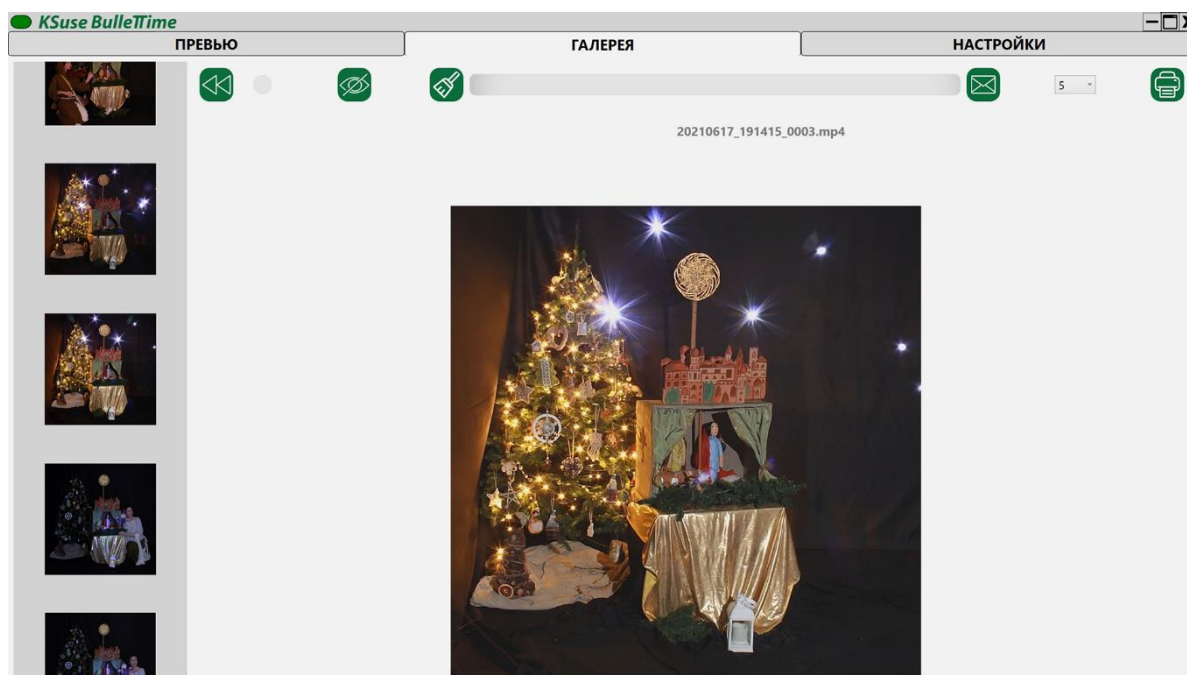 KSuse BulleTTime
ПРЕВЬЮ
ГАЛЕРЕЯ
НАСТРОЙКИ
5
20210617_191415_0003.mp4